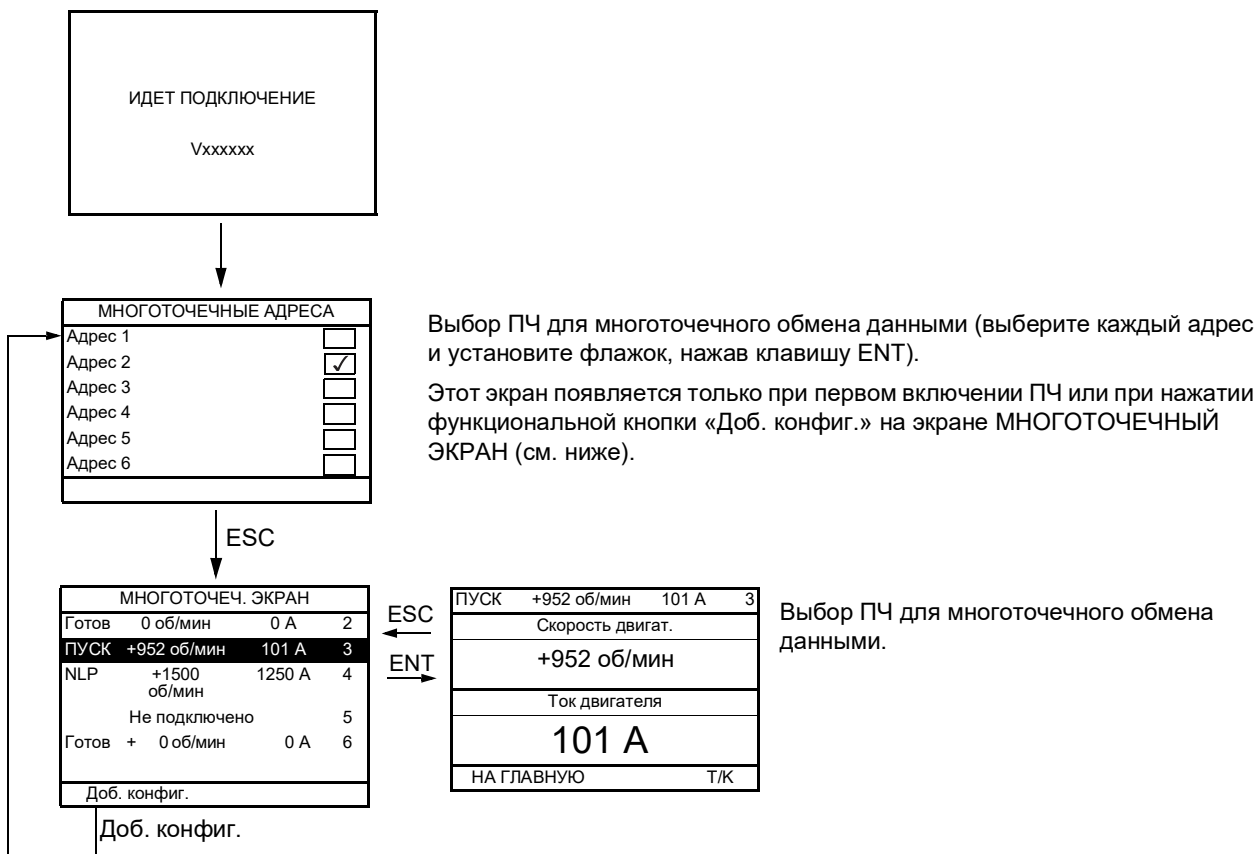 ИДЕТ ПОДКЛЮЧЕНИЕ
Vxxxxxx
МНОГОТОЧЕЧНЫЕ АДРЕСА
Адрес 1
Адрес 2 ✓
Адрес 3
Адрес 4
Адрес 5
Адрес 6
Выбор ПЧ для многоточечного обмена данными (выберите каждый адрес
и установите флажок, нажав клавишу ENT).
Этот экран появляется только при первом включении ПЧ или при нажатии
функциональной кнопки «Доб. конфиг.» на экране МНОГОТОЧЕЧНЫЙ
ЭКРАН (см. ниже).
ESC
МНОГОТОЧЕЧ. ЭКРАН
Готов 0 об/мин 0 А 2
ПУСК +952 об/мин 101 А 3
NLP +1500 1250 А 4
об/мин
Не подключено 5
Готов + 0 об/мин 0 А 6
Доб. конфиг.
Доб. конфиг.
ESC
ENT
ПУСК +952 об/мин 101 А 3
Скорость двигат.
+952 об/мин
Ток двигателя
101 А
НА ГЛАВНУЮ T/K
Выбор ПЧ для многоточечного обмена
данными.